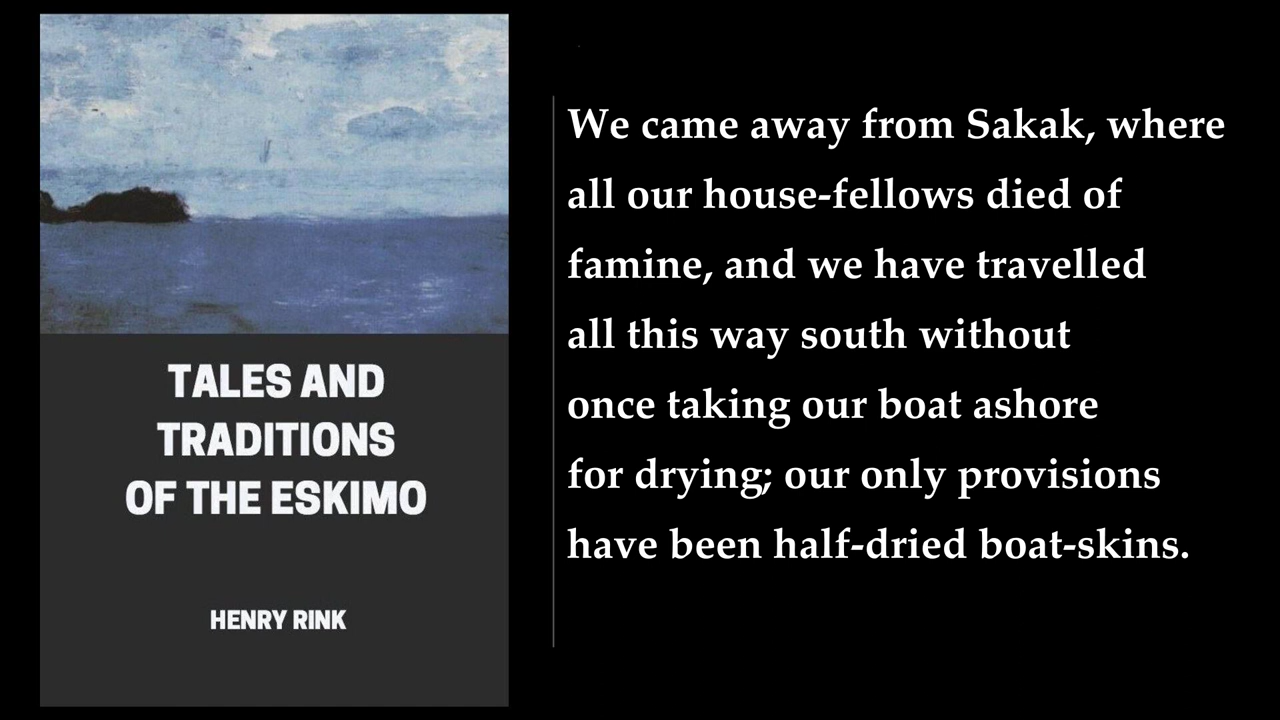 TALES AND
TRADITIONS
OF THE ESKIMO
HENRY RINK
We came away from Sakak, where
all our house-fellows died of
famine, and we have travelled
all this way south without
once taking our boat ashore
for drying; our only provisions
have been half-dried boat-skins.